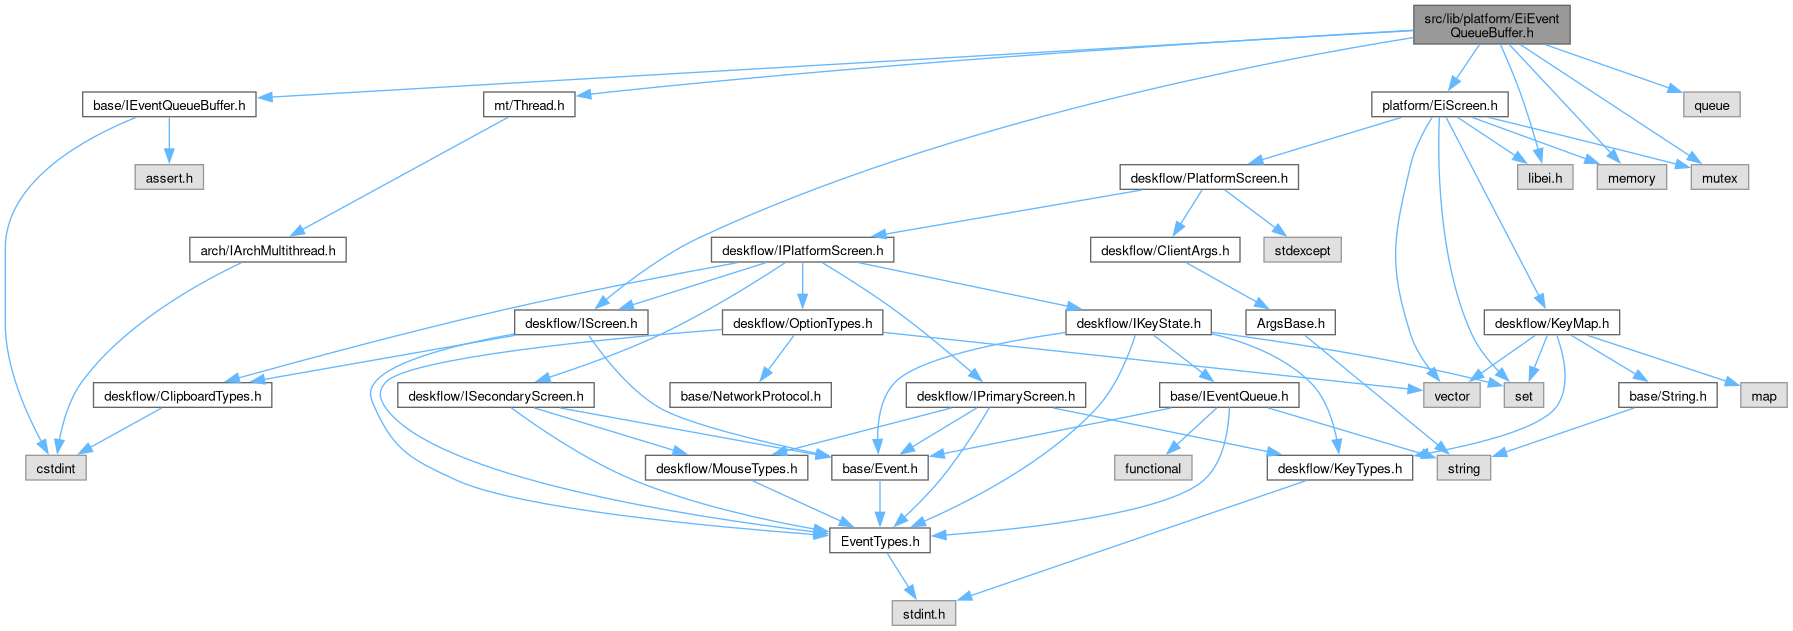 src/lib/platform/EiEvent
QueueBuffer.h
base/IEventQueueBuffer.h
mt/Thread.h
platform/EiScreen.h
queue
assert.h
deskflow/PlatformScreen.h
libei.h
memory
mutex
arch/IArchMultithread.h
deskflow/IPlatformScreen.h
deskflow/ClientArgs.h
stdexcept
deskflow/IScreen.h
deskflow/OptionTypes.h
deskflow/IKeyState.h
ArgsBase.h
deskflow/KeyMap.h
deskflow/ClipboardTypes.h
deskflow/ISecondaryScreen.h
base/NetworkProtocol.h
deskflow/IPrimaryScreen.h
base/IEventQueue.h
vector
set
base/String.h
map
cstdint
deskflow/MouseTypes.h
base/Event.h
functional
deskflow/KeyTypes.h
string
EventTypes.h
stdint.h